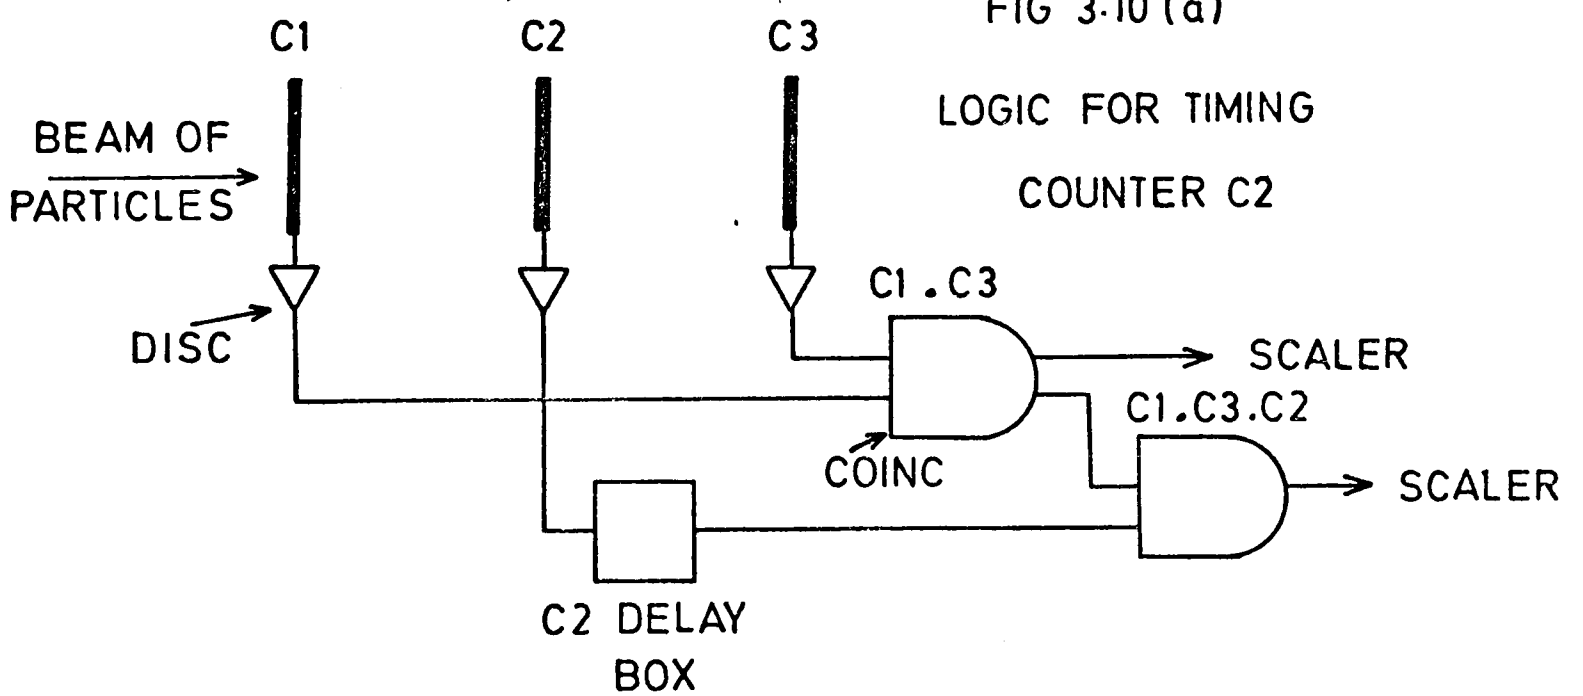 FIG 3.10 (a)
C1
C2
C3
LOGIC FOR TIMING
COUNTER C2
BEAM OF
PARTICLES
DISC
C1.C3
SCALER
C1.C3.C2
COINC
SCALER
C2 DELAY
BOX